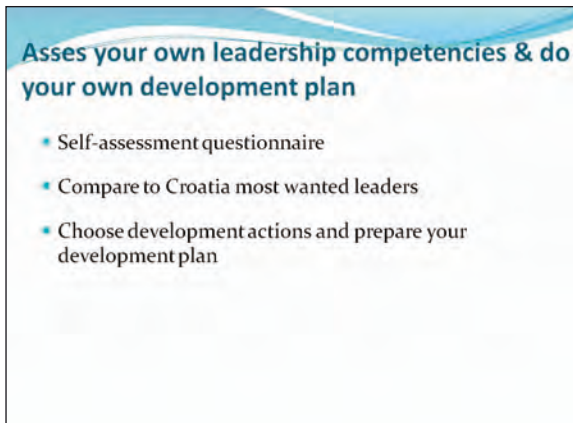 Asses your own leadership competencies & do
your own development plan
Self-assessment questionnaire
Compare to Croatia most wanted leaders
Choose development actions and prepare your
development plan